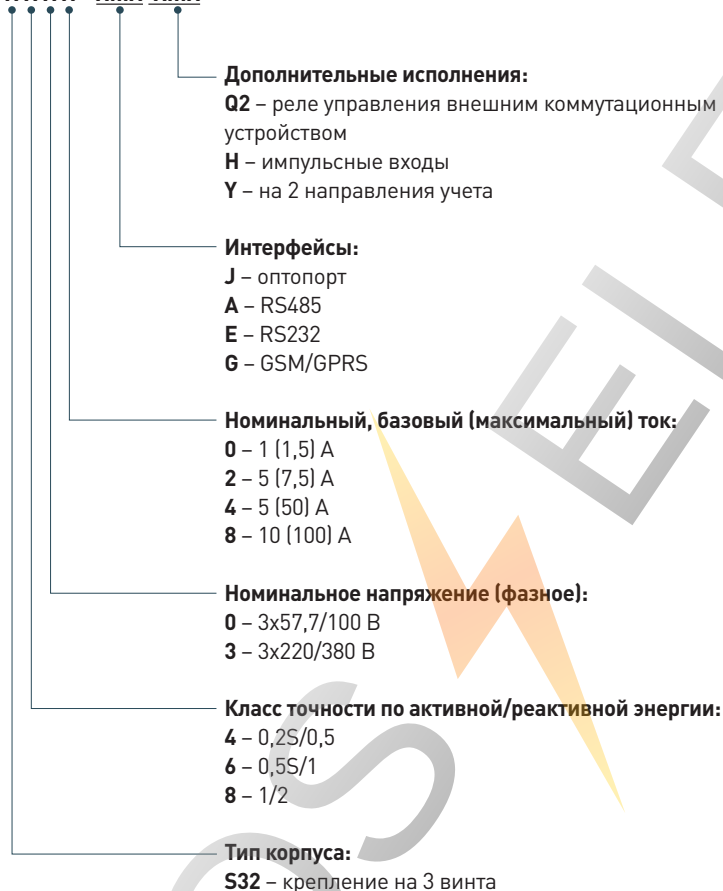 Дополнительные исполнения:
Q2 – реле управления внешним коммутационным
устройством
H – импульсные входы
Y – на 2 направления учета
Интерфейсы:
J – оптопорт
A – RS485
E – RS232
G – GSM/GPRS
Номинальный, базовый (максимальный) ток:
0 – 1 (1,5) А
2 – 5 (7,5) А
4 – 5 (50) А
8 – 10 (100) А
Номинальное напряжение (фазное):
0 – 3х57,7/100 В
3 – 3х220/380 В
Класс точности по активной/реактивной энергии:
4 – 0,2S/0,5
6 – 0,5S/1
8 – 1/2
Тип корпуса:
S32 – крепление на 3 винта